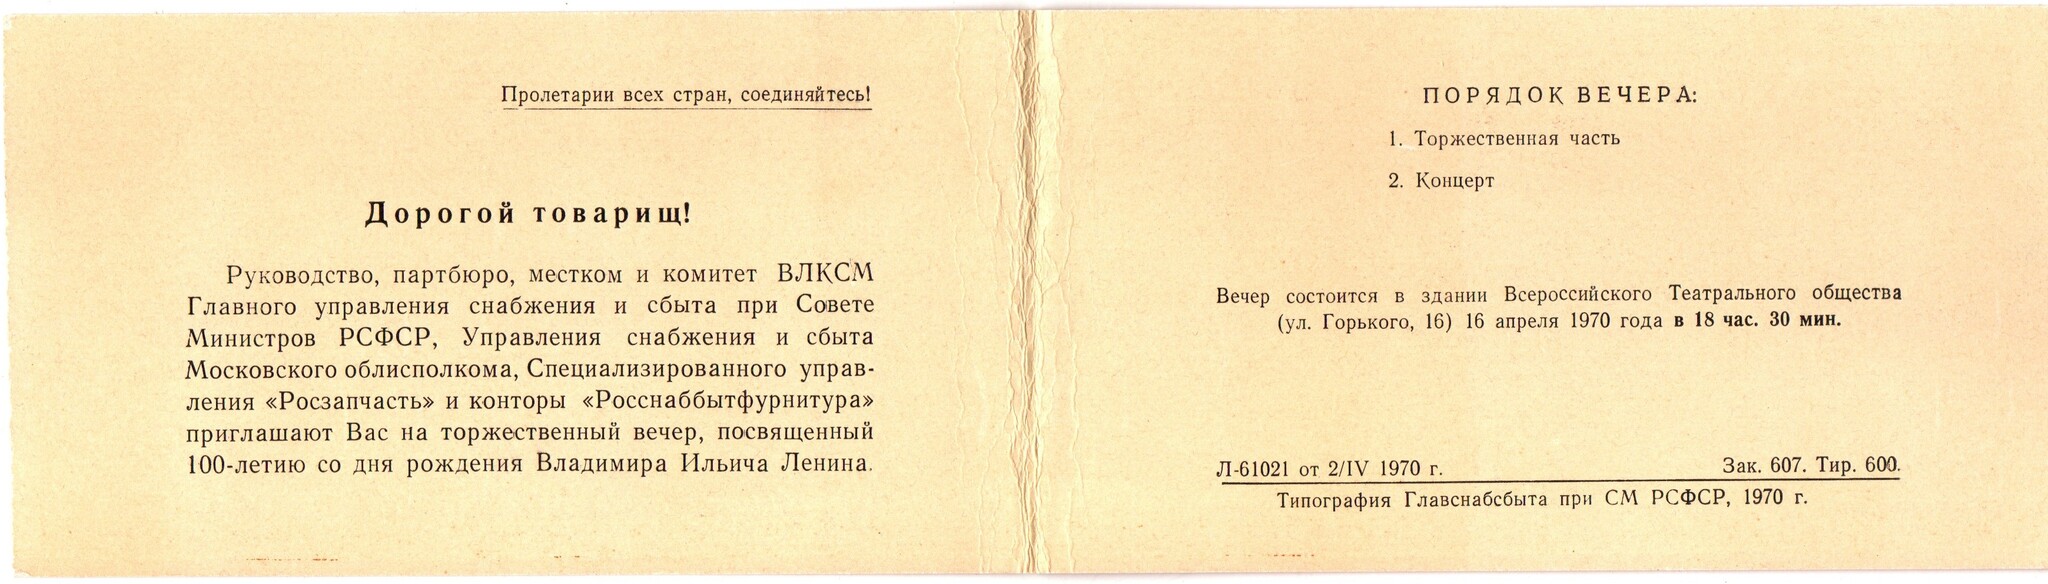 Пролетарии всех стран, соединяйтесь!
Дорогой товарищ!
Руководство, партбюро, местком и комитет ВЛКСМ
Главного управления снабжения и сбыта при Совете
Министров РСФСР, Управления снабжения и сбыта
Московского облисполкома, Специализированного управ-
ления «Росзапчасть» и конторы «Росснаббытфурнитура»
приглашают Вас на торжественный вечер, посвященный
100-летию со дня рождения Владимира Ильича Ленина.
ПОРЯДОК ВЕЧЕРА:
1. Торжественная часть
2. Концерт
Вечер состоится в здании Всероссийского Театрального общества
(ул. Горького, 16) 16 апреля 1970 года в 18 час. 30 мин.
Л-61021 от 2/IV 1970 г. Зак. 607. Тир. 600.
Типография Главснабсбыта при СМ РСФСР, 1970 г.